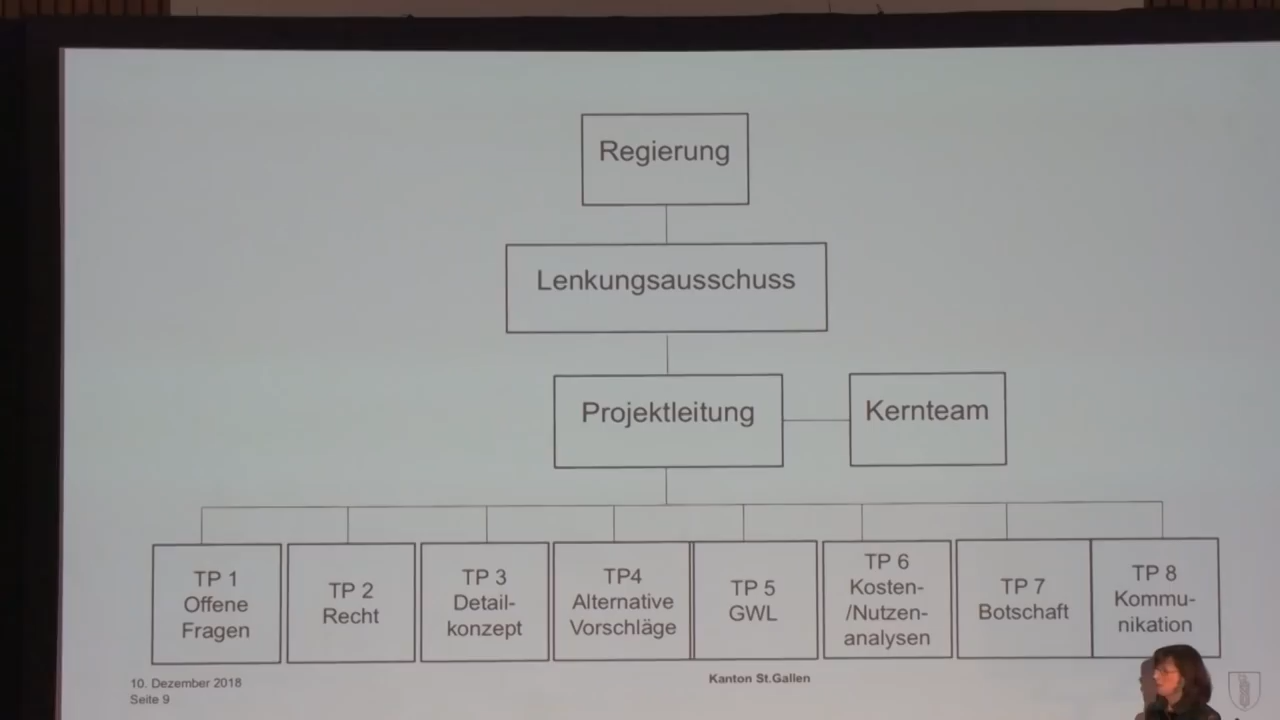 Regierung
Lenkungsausschuss
Projektleitung
Kernteam
TP 1
Offene
Fragen
TP 2
Recht
TP 3
Detail-
konzept
TP4
Alternative
Vorschläge
TP 5
GWL
TP 6
Kosten-
/Nutzen-
analysen
TP 7
Botschaft
TP 8
Kommu-
nikation
10. Dezember 2018
Seite 9
Kanton St.Gallen